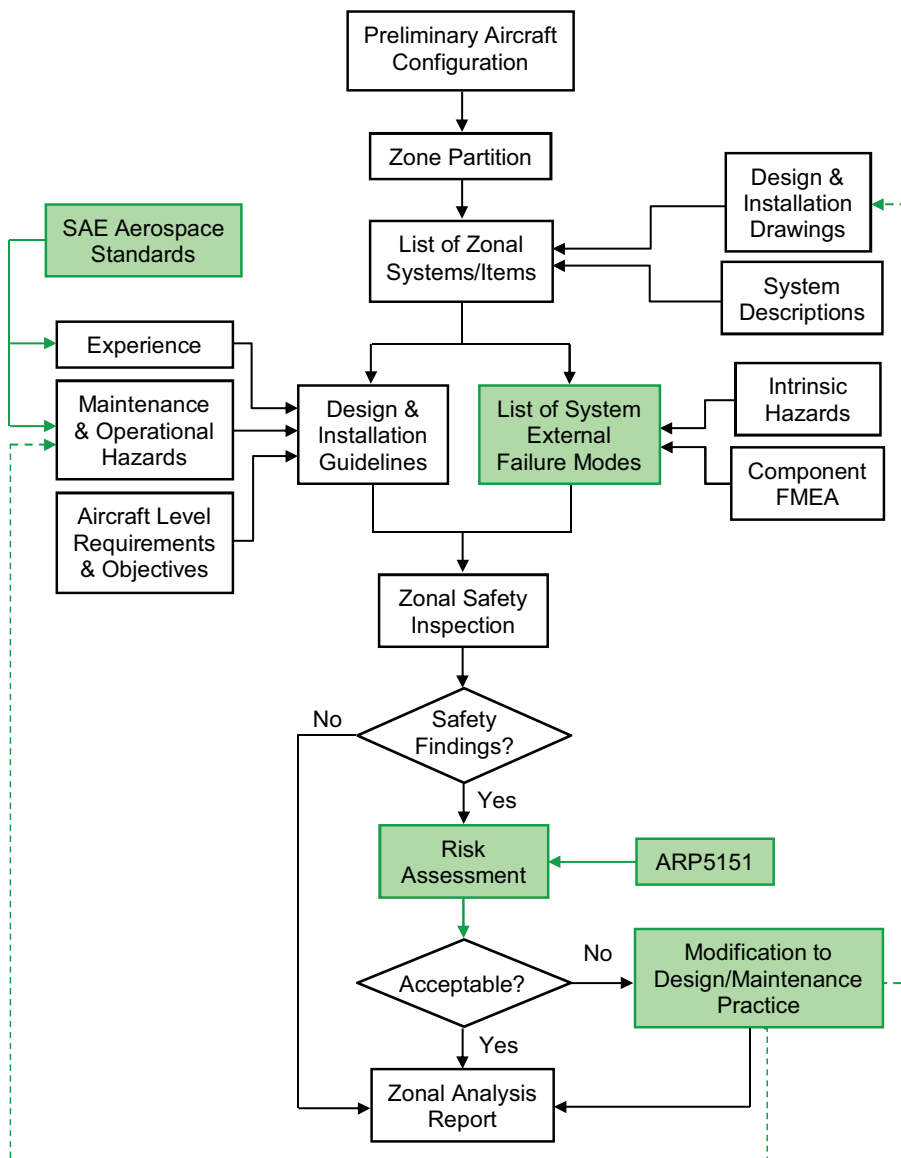 Preliminary Aircraft
Configuration
Zone Partition
SAE Aerospace
Standards
List of Zonal
Systems/Items
Design &
Installation
Drawings
System
Descriptions
Experience
Maintenance
& Operational
Hazards
Aircraft Level
Requirements
& Objectives
Design &
Installation
Guidelines
List of System
External
Failure Modes
Intrinsic
Hazards
Component
FMEA
Zonal Safety
Inspection
No
Safety
Findings?
Yes
Risk
Assessment
ARP5151
Acceptable?
No
Modification to
Design/Maintenance
Practice
Yes
Zonal Analysis
Report